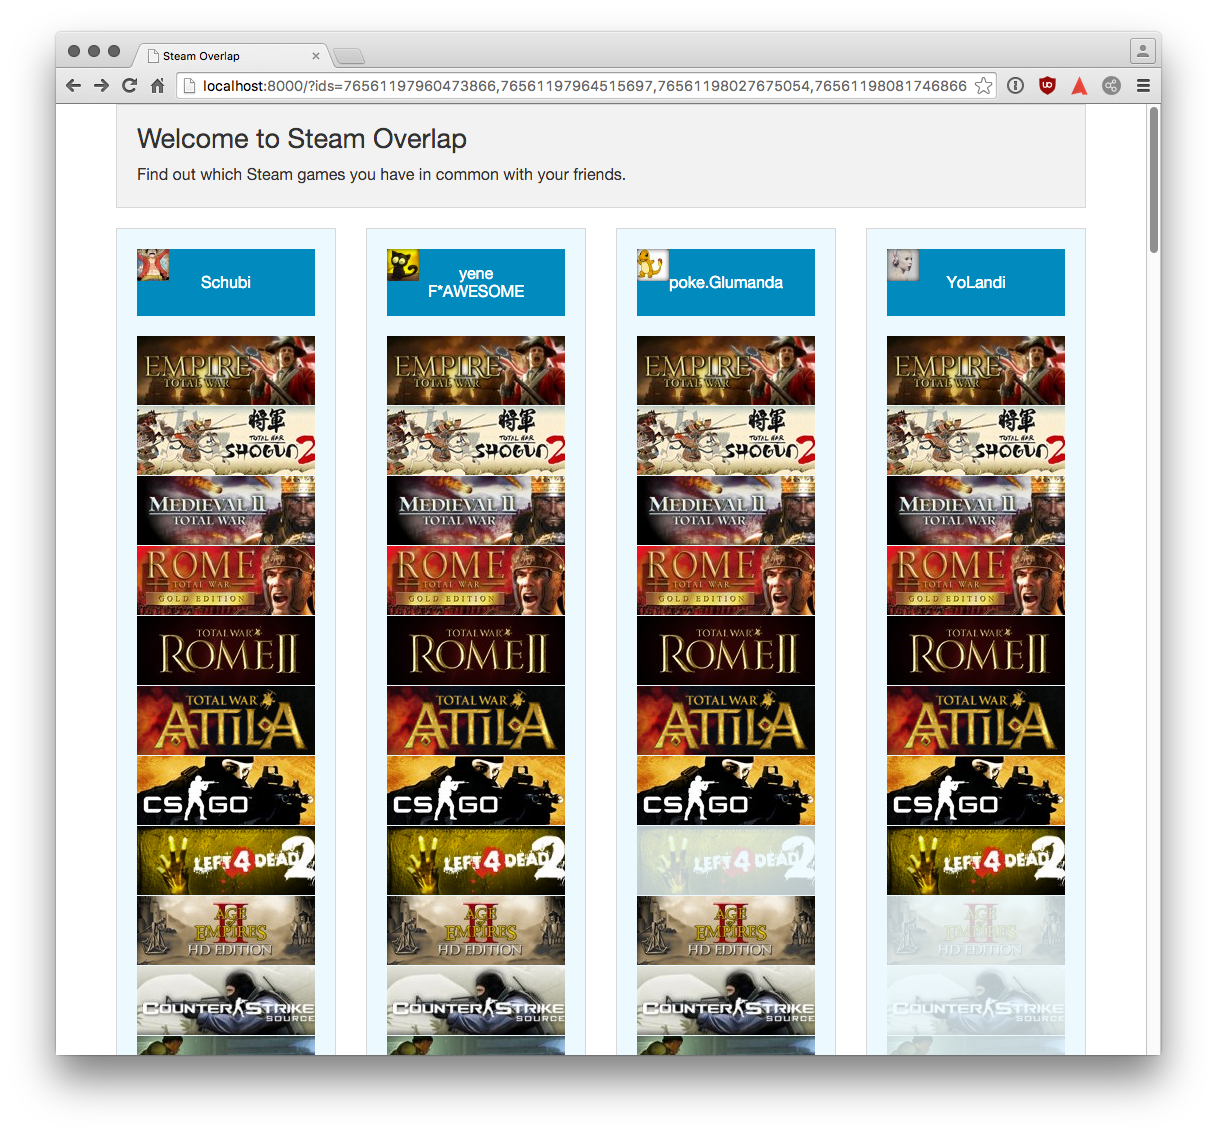 Steam Overlap
localhost:8000/?ids=76561197960473866,76561197964515697,76561198027675054,76561198081746866
Welcome to Steam Overlap
Find out which Steam games you have in common with your friends.
Schubi
yene
F*AWESOME
poke.Glumanda
YoLandi
EMPIRE
TOTAL WAR
EMPIRE
TOTAL WAR
EMPIRE
TOTAL WAR
EMPIRE
TOTAL WAR
将軍
TOTAL WAR
SHOGUN 2
将軍
TOTAL WAR
SHOGUN 2
将軍
TOTAL WAR
SHOGUN 2
将軍
TOTAL WAR
SHOGUN 2
MEDIEVAL II
TOTAL WAR
MEDIEVAL II
TOTAL WAR
MEDIEVAL II
TOTAL WAR
MEDIEVAL II
TOTAL WAR
ROME
TOTAL WAR
GOLD EDITION
ROME
TOTAL WAR
GOLD EDITION
ROME
TOTAL WAR
GOLD EDITION
ROME
TOTAL WAR
GOLD EDITION
TOTAL WAR
ROME II
TOTAL WAR
ROME II
TOTAL WAR
ROME II
TOTAL WAR
ROME II
TOTAL WAR
ATTILA
TOTAL WAR
ATTILA
TOTAL WAR
ATTILA
TOTAL WAR
ATTILA
CS GO
CS GO
CS GO
CS GO
LEFT 4 DEAD 2
LEFT 4 DEAD 2
LEFT 4 DEAD 2
LEFT 4 DEAD 2
AGE OF
EMPIRES
II
HD EDITION
AGE OF
EMPIRES
II
HD EDITION
AGE OF
EMPIRES
II
HD EDITION
AGE OF
EMPIRES
II
HD EDITION
COUNTER STRIKE
SOURCE
COUNTER STRIKE
SOURCE
COUNTER STRIKE
SOURCE
COUNTER STRIKE
SOURCE